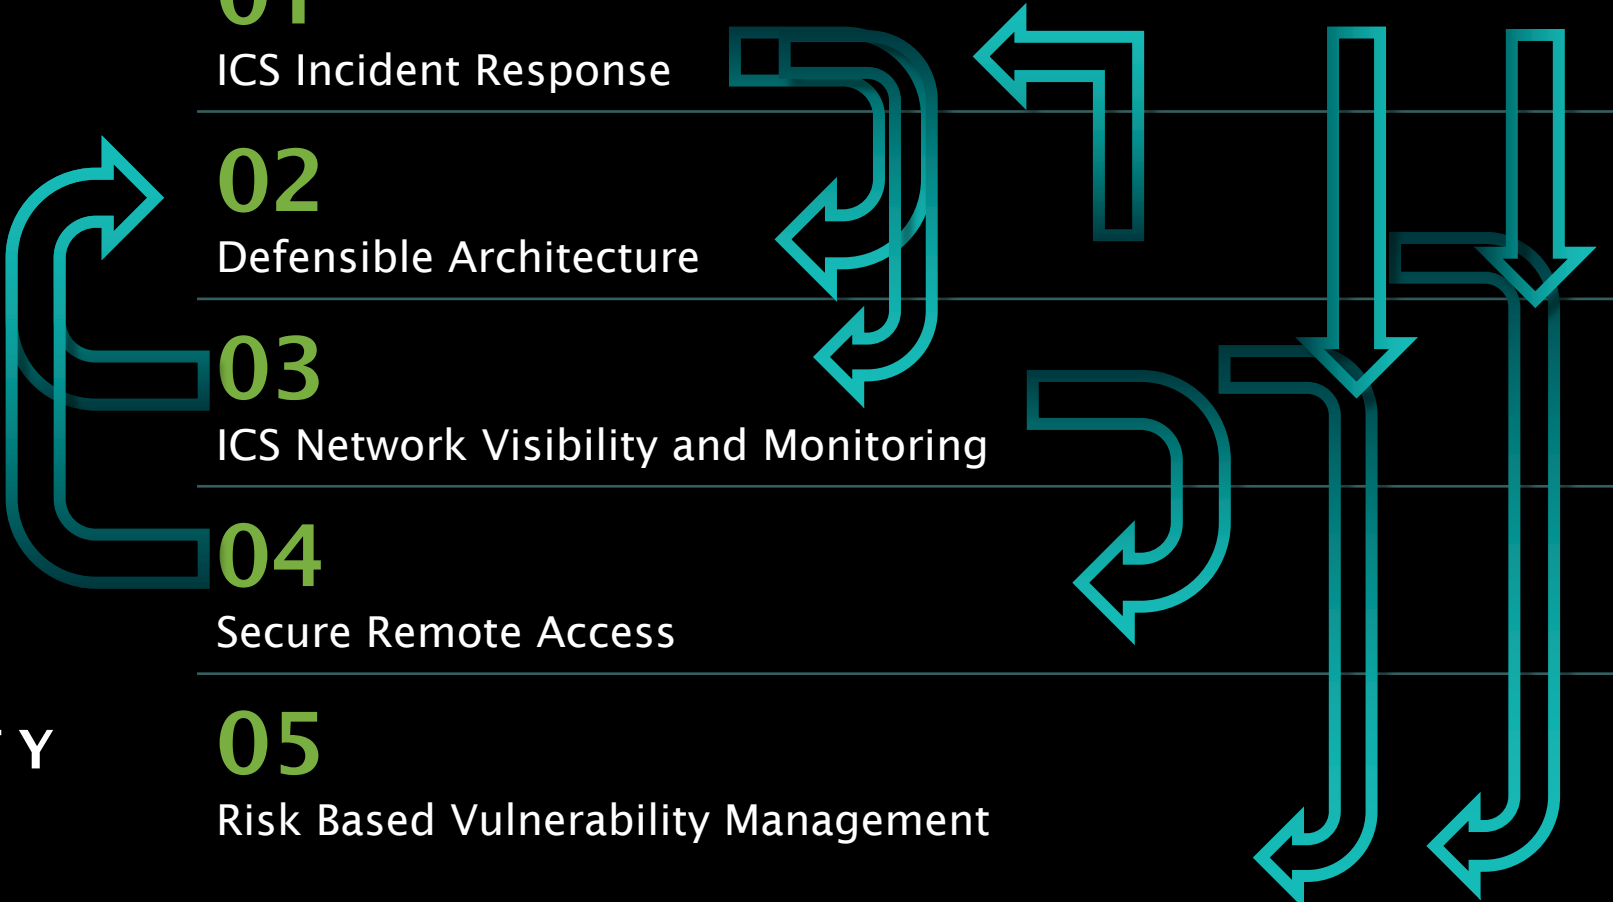 01
ICS Incident Response
02
Defensible Architecture
03
ICS Network Visibility and Monitoring
04
Secure Remote Access
Y
05
Risk Based Vulnerability Management